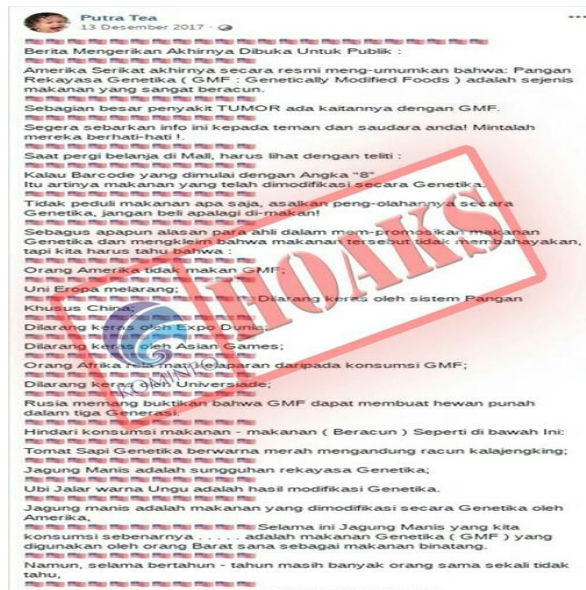 Putra Tea
13 Desember 2017
Berita Mengerikan Akhirnya Dibuka Untuk Publik :
Amerika Serikat akhirnya secara resmi meng-umumkan bahwa: Pangan
Rekayasa Genetika ( GMF : Genetically Modified Foods ) adalah sejenis
makanan yang sangat beracun.
Sebagian besar penyakit TUMOR ada kaitannya dengan GMF.
Segera sebarkan info ini kepada teman dan saudara anda! Mintalah
mereka berhati-hati !.
Saat pergi belanja di Mall, harus lihat dengan teliti :
Kalau Barcode yang dimulai dengan Angka "8"
Itu artinya makanan yang telah dimodifikasi secara Genetika.
Tidak peduli makanan apa saja, asalkan peng-olahannya secara
Genetika, jangan beli apalagi di-makan!
Sebagus apapun alasan para ahli dalam mem-promosikan makanan
Genetika dan mengkleim bahwa makanan tersebut tidak membahayakan,
tapi kita harus tahu bahwa :
Orang Amerika tidak makan GMF;
Uni Eropa melarang;
Dilarang keras oleh sistem Pangan
Khusus China;
Dilarang keras oleh Expo Dunia;
Dilarang keras oleh Asian Games;
Orang Afrika mati kelaparan daripada konsumsi GMF;
Dilarang keras oleh Universiade;
Rusia memang buktikan bahwa GMF dapat membuat hewan punah
dalam tiga Generasi.
Hindari konsumsi makanan - makanan ( Beracun ) Seperti di bawah Ini:
Tomat Sapi Genetika berwarna merah mengandung racun kalajengking;
Jagung Manis adalah sungguhan rekayasa Genetika;
Ubi Jalar warna Ungu adalah hasil modifikasi Genetika.
Jagung manis adalah makanan yang dimodifikasi secara Genetika oleh
Amerika,
Selama ini Jagung Manis yang kita
konsumsi sebenarnya . . . . . adalah makanan Genetika ( GMF ) yang
digunakan oleh orang Barat sana sebagai makanan binatang.
Namun, selama bertahun - tahun masih banyak orang sama sekali tidak
tahu,
HOAKS
KOMINFO